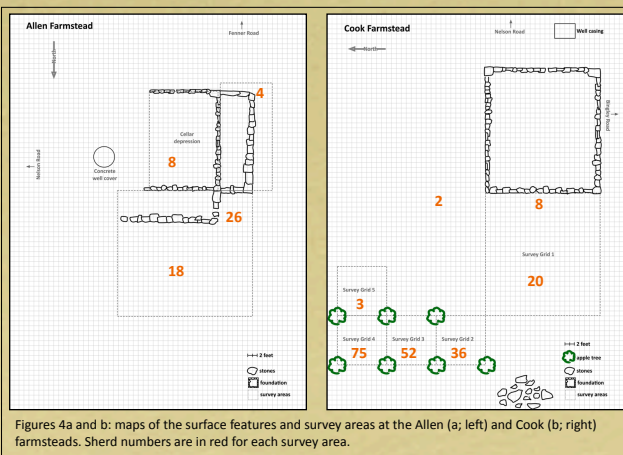 Allen Farmstead
Fenner Road
North
4
Cellar
depression
8
Nelson Road
Concrete
well cover
26
18
2 feet
stones
foundation
survey areas
Cook Farmstead
Nelson Road
Well casing
North
Bingley Road
2
8
Survey Grid 1
20
Survey Grid 5
3
Survey Grid 4
75
Survey Grid 3
52
Survey Grid 2
36
2 feet
apple tree
stones
foundation
survey areas
Figures 4a and b: maps of the surface features and survey areas at the Allen (a; left) and Cook (b; right)
farmsteads. Sherd numbers are in red for each survey area.